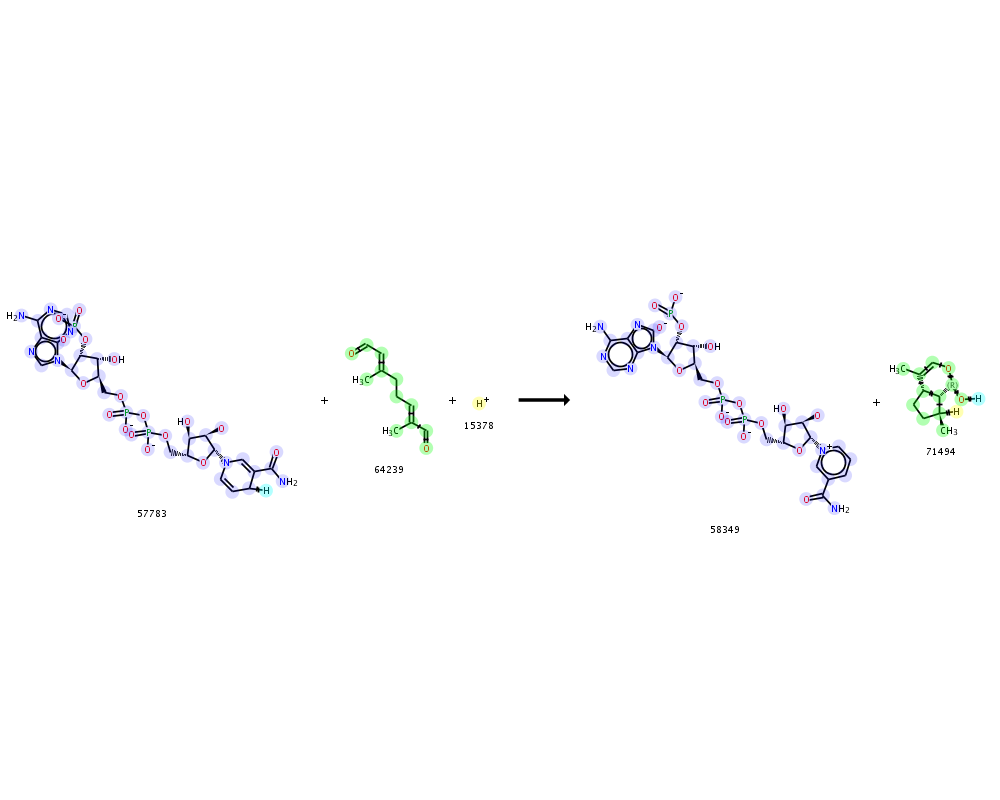 57783
+
64239
+
H+
15378
58349
+
71494
H2N
N
N
N
N
O
O
O
O
P
OH
O
O
P
O
O-
O
P
O
O-
O
HO
O
O
N
O
NH2
H
O
H3C
H3C
O
O-
O
P
O-
O
H2N
N
N
N
N
OH
O
O
O
P
O-
O
O
P
O-
O
HO
O
O
N+
O
NH2
H3C
O
(R)
O
H
H
CH3